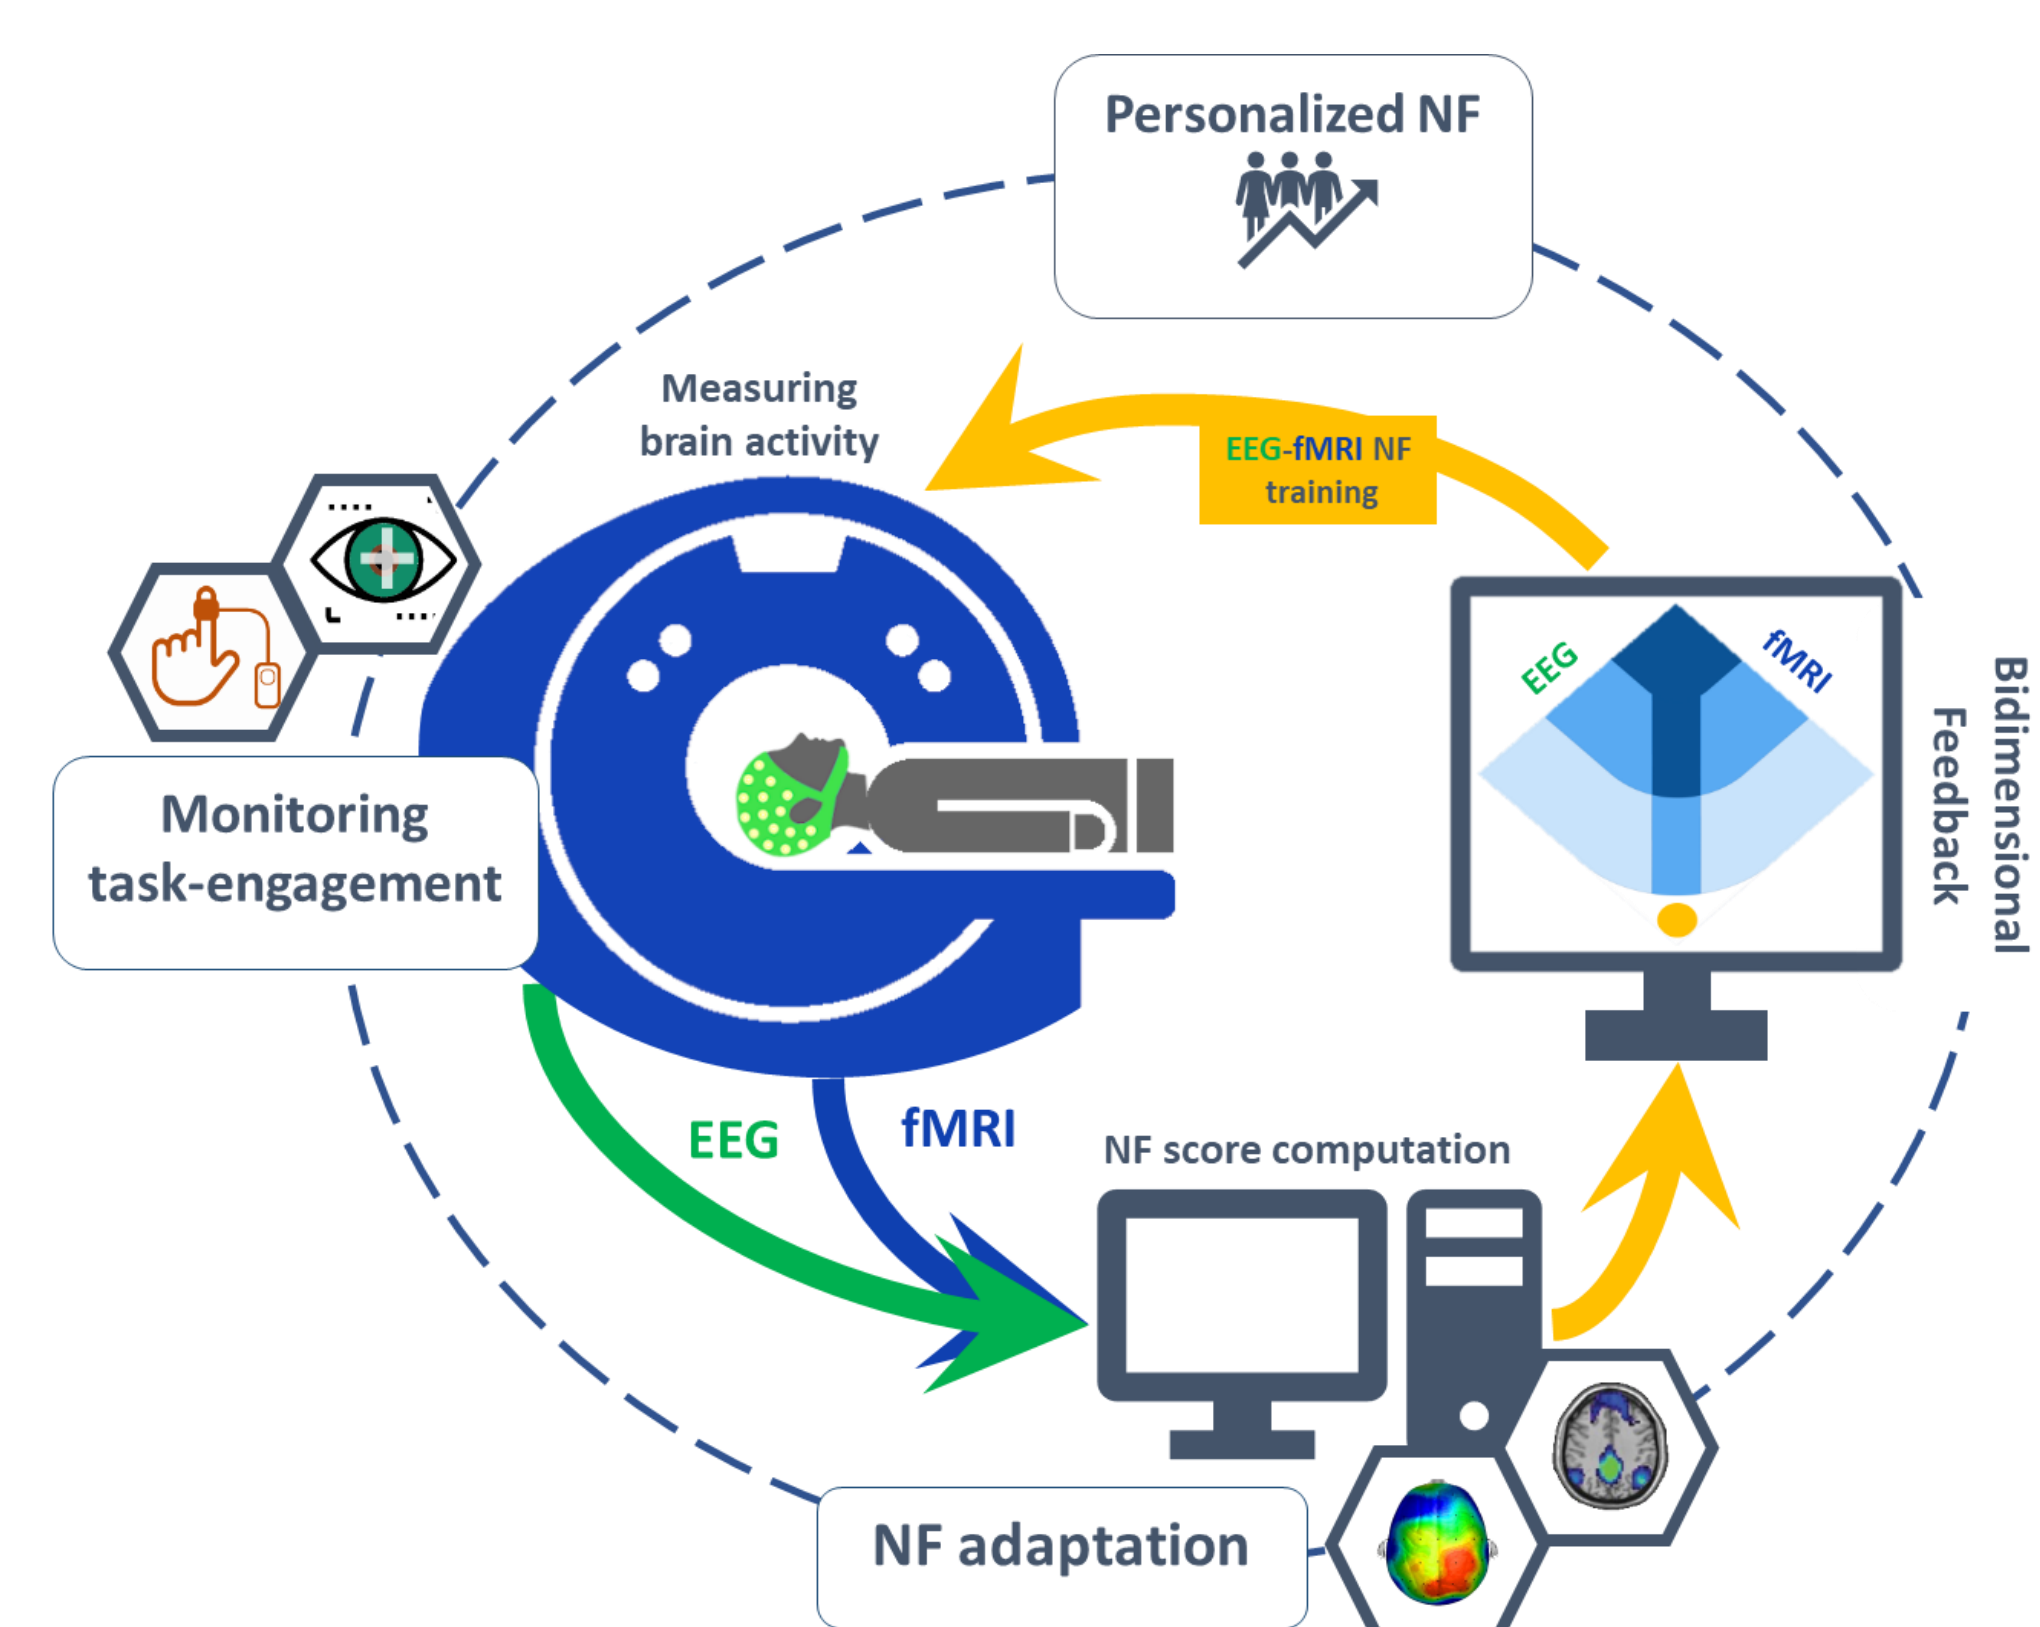 Personalized NF
Measuring
brain activity
EEG-fMRI NF
training
EEG
fMRI
Bidimensional
Feedback
Monitoring
task-engagement
EEG
fMRI
NF score computation
NF adaptation